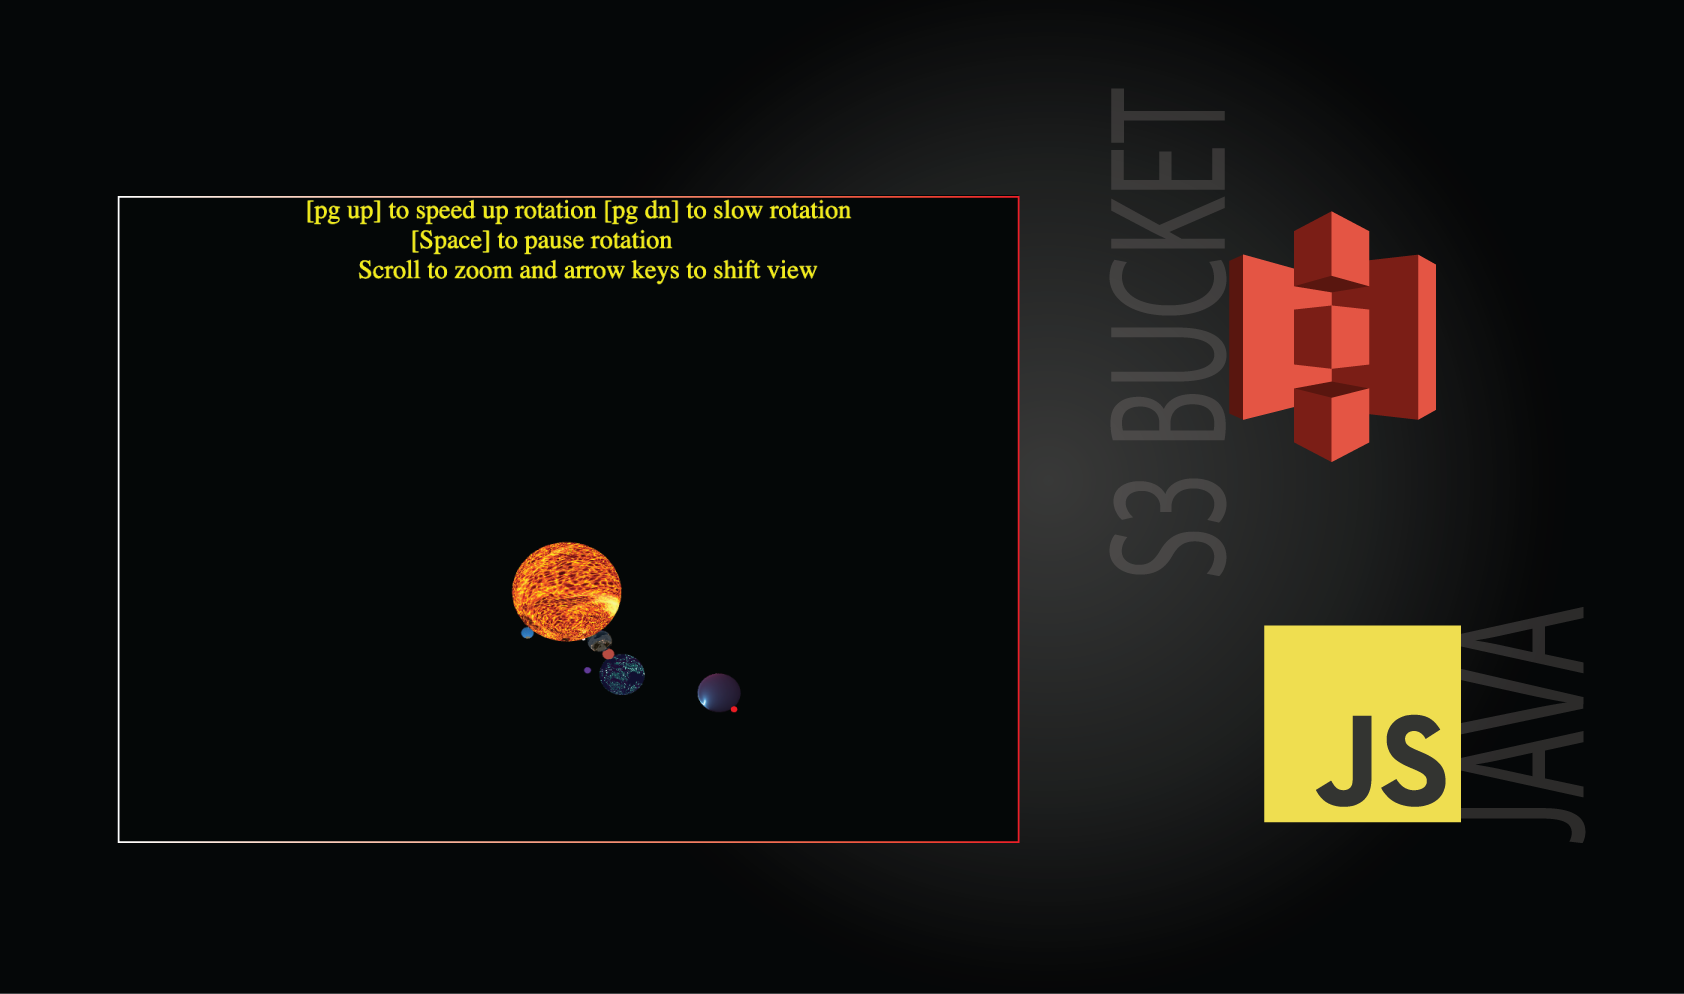 [pg up] to speed up rotation [pg dn] to slow rotation
[Space] to pause rotation
Scroll to zoom and arrow keys to shift view
S3 BUCKET
JS
JAVA